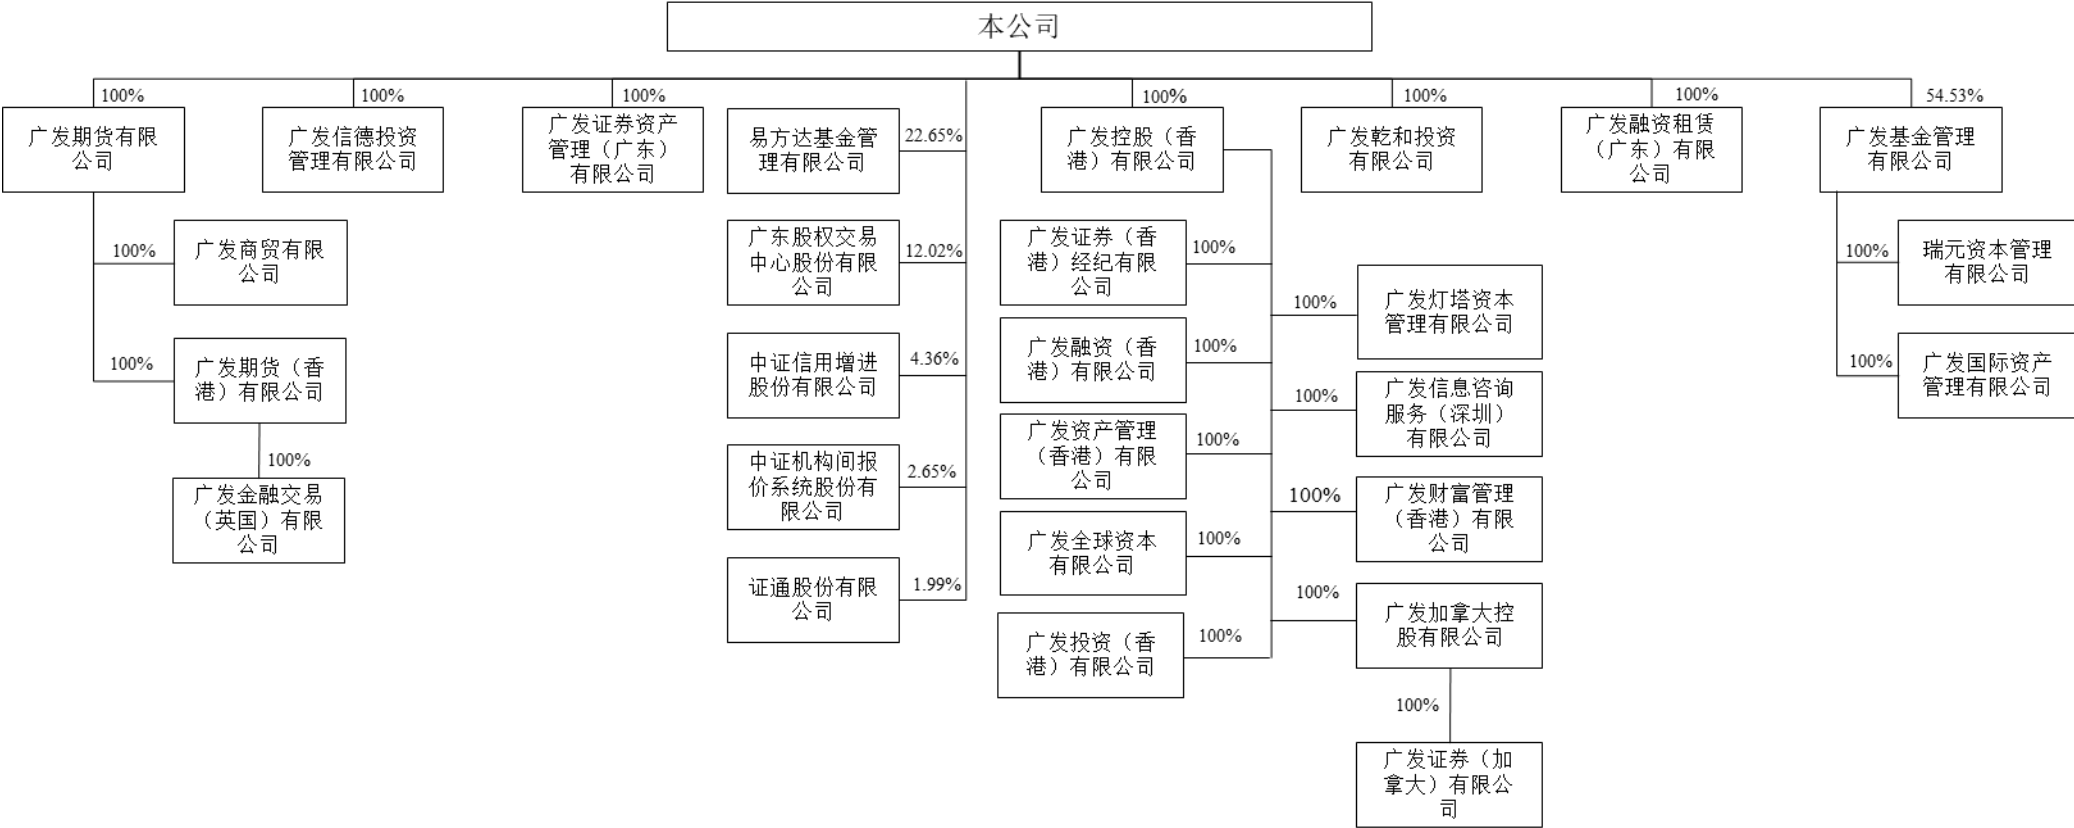 本公司
100%
广发期货有限
公司
100%
广发商贸有限
公司
100%
广发期货（香
港）有限公司
100%
广发金融交易
（英国）有限
公司
100%
广发信德投资
管理有限公司
100%
广发证券资产
管理（广东）
有限公司
22.65%
易方达基金管
理有限公司
12.02%
广东股权交易
中心股份有限
公司
4.36%
中证信用增进
股份有限公司
2.65%
中证机构间报
价系统股份有
限公司
1.99%
证通股份有限
公司
100%
广发控股（香
港）有限公司
100%
广发证券（香
港）经纪有限
公司
100%
广发融资（香
港）有限公司
100%
广发资产管理
（香港）有限
公司
100%
广发全球资本
有限公司
100%
广发投资（香
港）有限公司
100%
广发灯塔资本
管理有限公司
100%
广发信息咨询
服务（深圳）
有限公司
100%
广发财富管理
（香港）有限
公司
100%
广发加拿大控
股有限公司
100%
广发证券（加
拿大）有限公
司
100%
广发乾和投资
有限公司
100%
广发融资租赁
（广东）有限
公司
54.53%
广发基金管理
有限公司
100%
瑞元资本管理
有限公司
100%
广发国际资产
管理有限公司